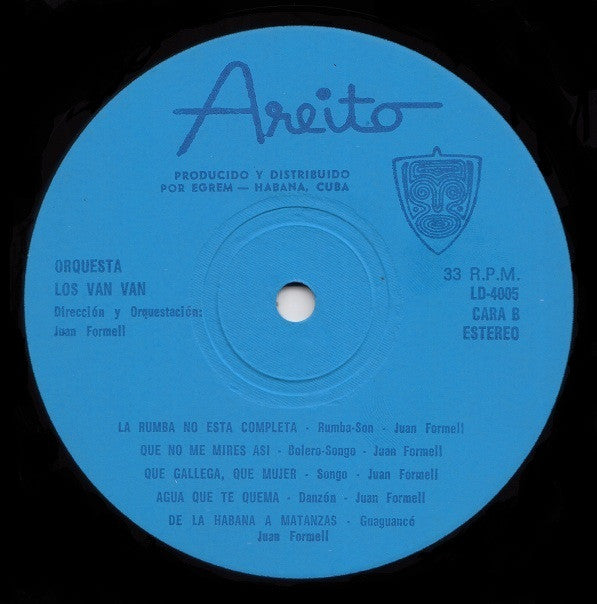 Areito
PRODUCIDO Y DISTRIBUIDO
POR EGREM — HABANA, CUBA
ORQUESTA
LOS VAN VAN
Dirección y Orquestación:
Juan Formell
33 R.P.M.
LD-4005
CARA B
ESTEREO
LA RUMBA NO ESTA COMPLETA - Rumba-Son - Juan Formell
QUE NO ME MIRES ASI - Bolero-Songo - Juan Formell
QUE GALLEGA, QUE MUJER - Songo - Juan Formell
AGUA QUE TE QUEMA - Danzón - Juan Formell
DE LA HABANA A MATANZAS - Guaguancó
Juan Formell